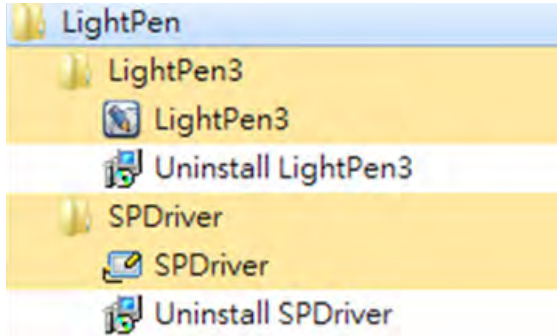 LightPen
LightPen3
LightPen3
Uninstall LightPen3
SPDriver
SPDriver
Uninstall SPDriver